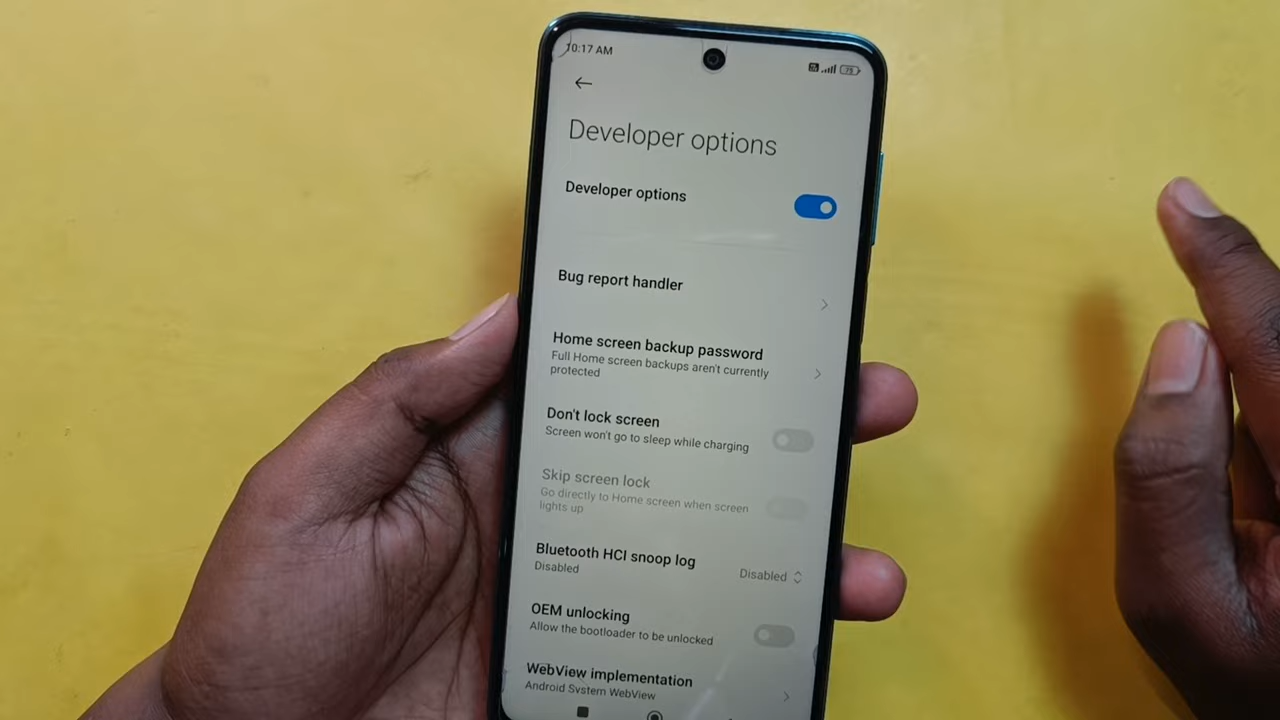 10:17 AM
75
Developer options
Developer options
Bug report handler
Home screen backup password
Full Home screen backups aren't currently
protected
Don't lock screen
Screen won't go to sleep while charging
Skip screen lock
Go directly to Home screen when screen
lights up
Bluetooth HCI snoop log
Disabled
Disabled
OEM unlocking
Allow the bootloader to be unlocked
WebView implementation
Android System WebView